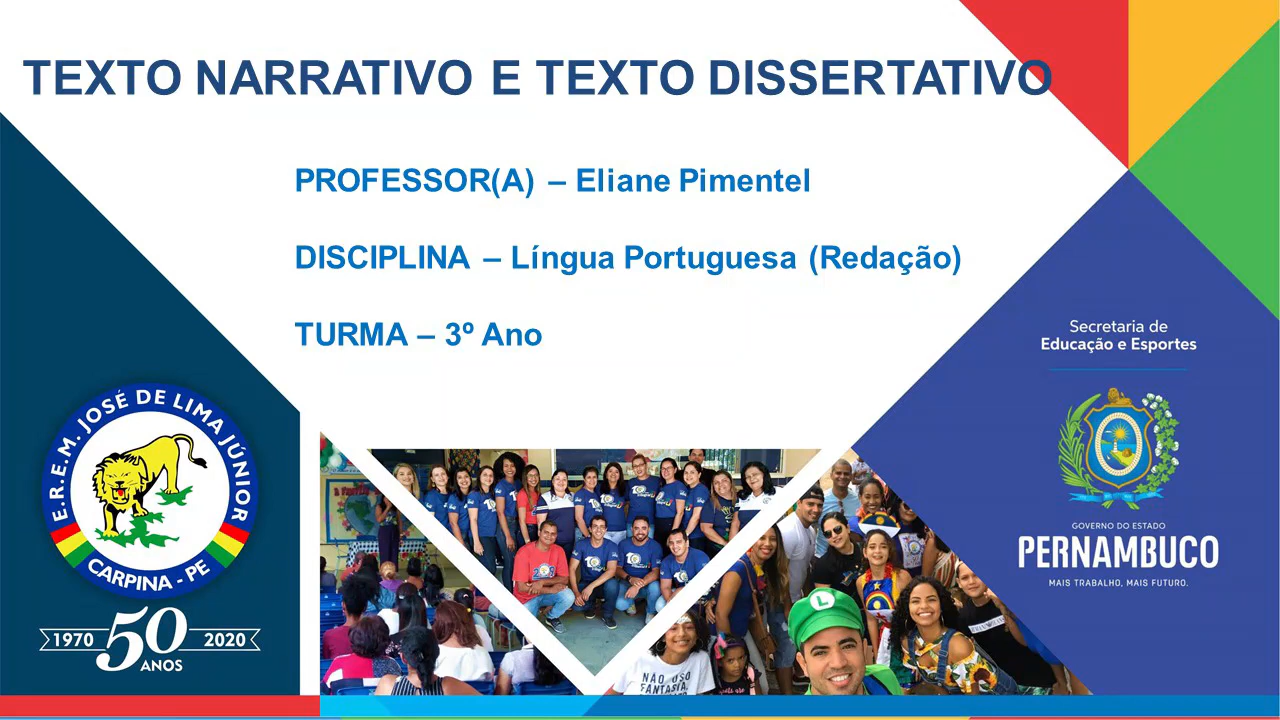 TEXTO NARRATIVO E TEXTO DISSERTATIVO
PROFESSOR(A) – Eliane Pimentel
DISCIPLINA – Língua Portuguesa (Redação)
TURMA – 3º Ano
Secretaria de
Educação e Esportes
GOVERNO DO ESTADO
PERNAMBUCO
MAIS TRABALHO, MAIS FUTURO.
E.R.E.M. JOSÉ DE LIMA JÚNIOR
CARPINA - PE
1970 50 2020
ANOS
NÃO USO
FANTASIA,
L